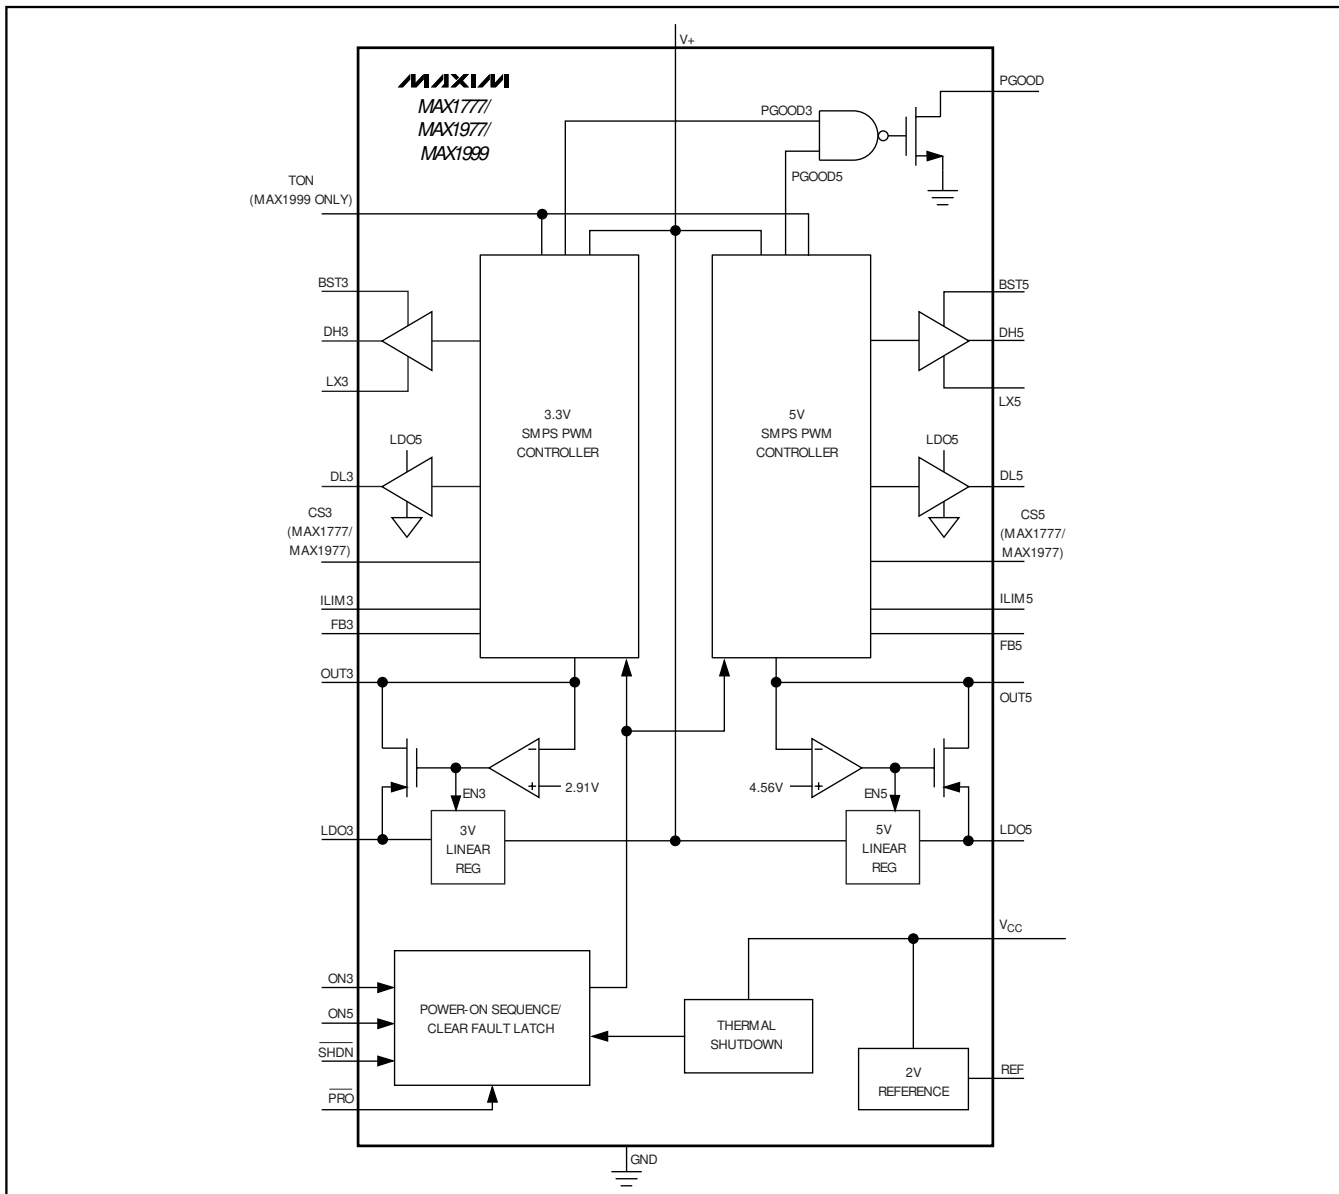 V+
MAXIM
MAX1777/
MAX1977/
MAX1999
PGOOD
PGOOD3
PGOOD5
TON
(MAX1999 ONLY)
BST3
DH3
LX3
LDO5
DL3
CS3
(MAX1777/
MAX1977)
ILIM3
FB3
OUT3
3.3V
SMPS PWM
CONTROLLER
5V
SMPS PWM
CONTROLLER
BST5
DH5
LX5
LDO5
DL5
CS5
(MAX1777/
MAX1977)
ILIM5
FB5
OUT5
−
+
2.91V
EN3
LDO3
3V
LINEAR
REG
−
+
4.56V
EN5
5V
LINEAR
REG
LDO5
VCC
ON3
ON5
SHDN
PRO
POWER-ON SEQUENCE/
CLEAR FAULT LATCH
THERMAL
SHUTDOWN
2V
REFERENCE
REF
GND